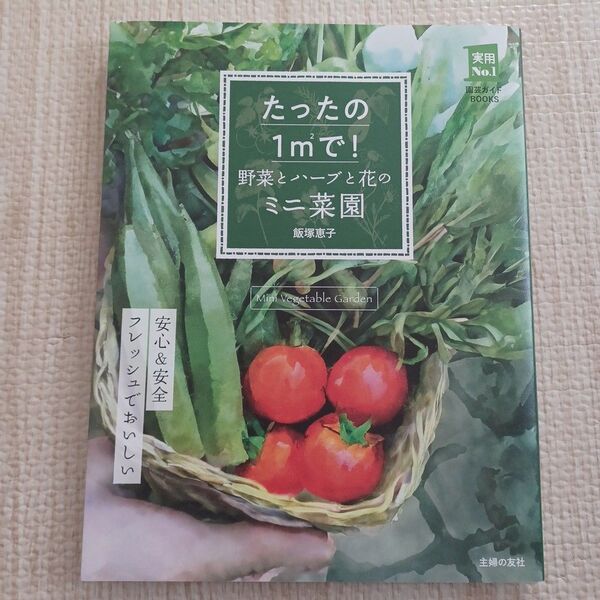 実用
No.1
園芸ガイド
BOOKS
たったの
1m²で!
野菜とハーブと花の
ミニ菜園
飯塚恵子
Mini Vegetable Garden
安心&安全
フレッシュでおいしい
主婦の友社